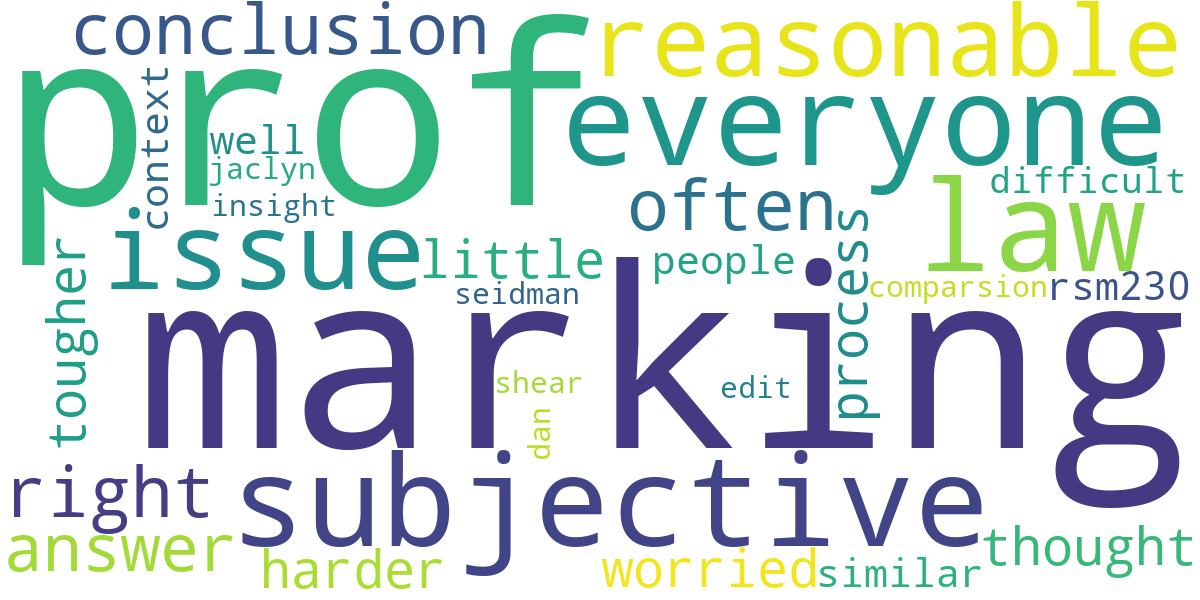 conclusion
reasonable
prof
everyone
context
well
jaclyn
insight
often
difficult
law
issue
little
people
process
tougher
seidman
comparsion
rsm230
marking
shear
edit
dan
right
subjective
answer
harder
worried
similar
thought